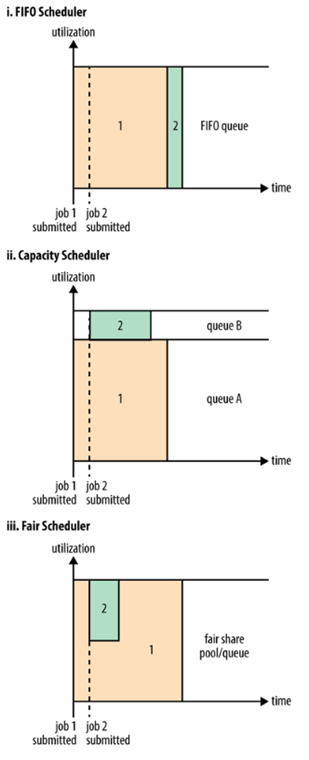 i. FIFO Scheduler
utilization
1
2
FIFO queue
time
job 1 job 2
submitted submitted
ii. Capacity Scheduler
utilization
2
queue B
1
queue A
time
job 1 job 2
submitted submitted
iii. Fair Scheduler
utilization
2
1
fair share
pool/queue
time
job 1 job 2
submitted submitted